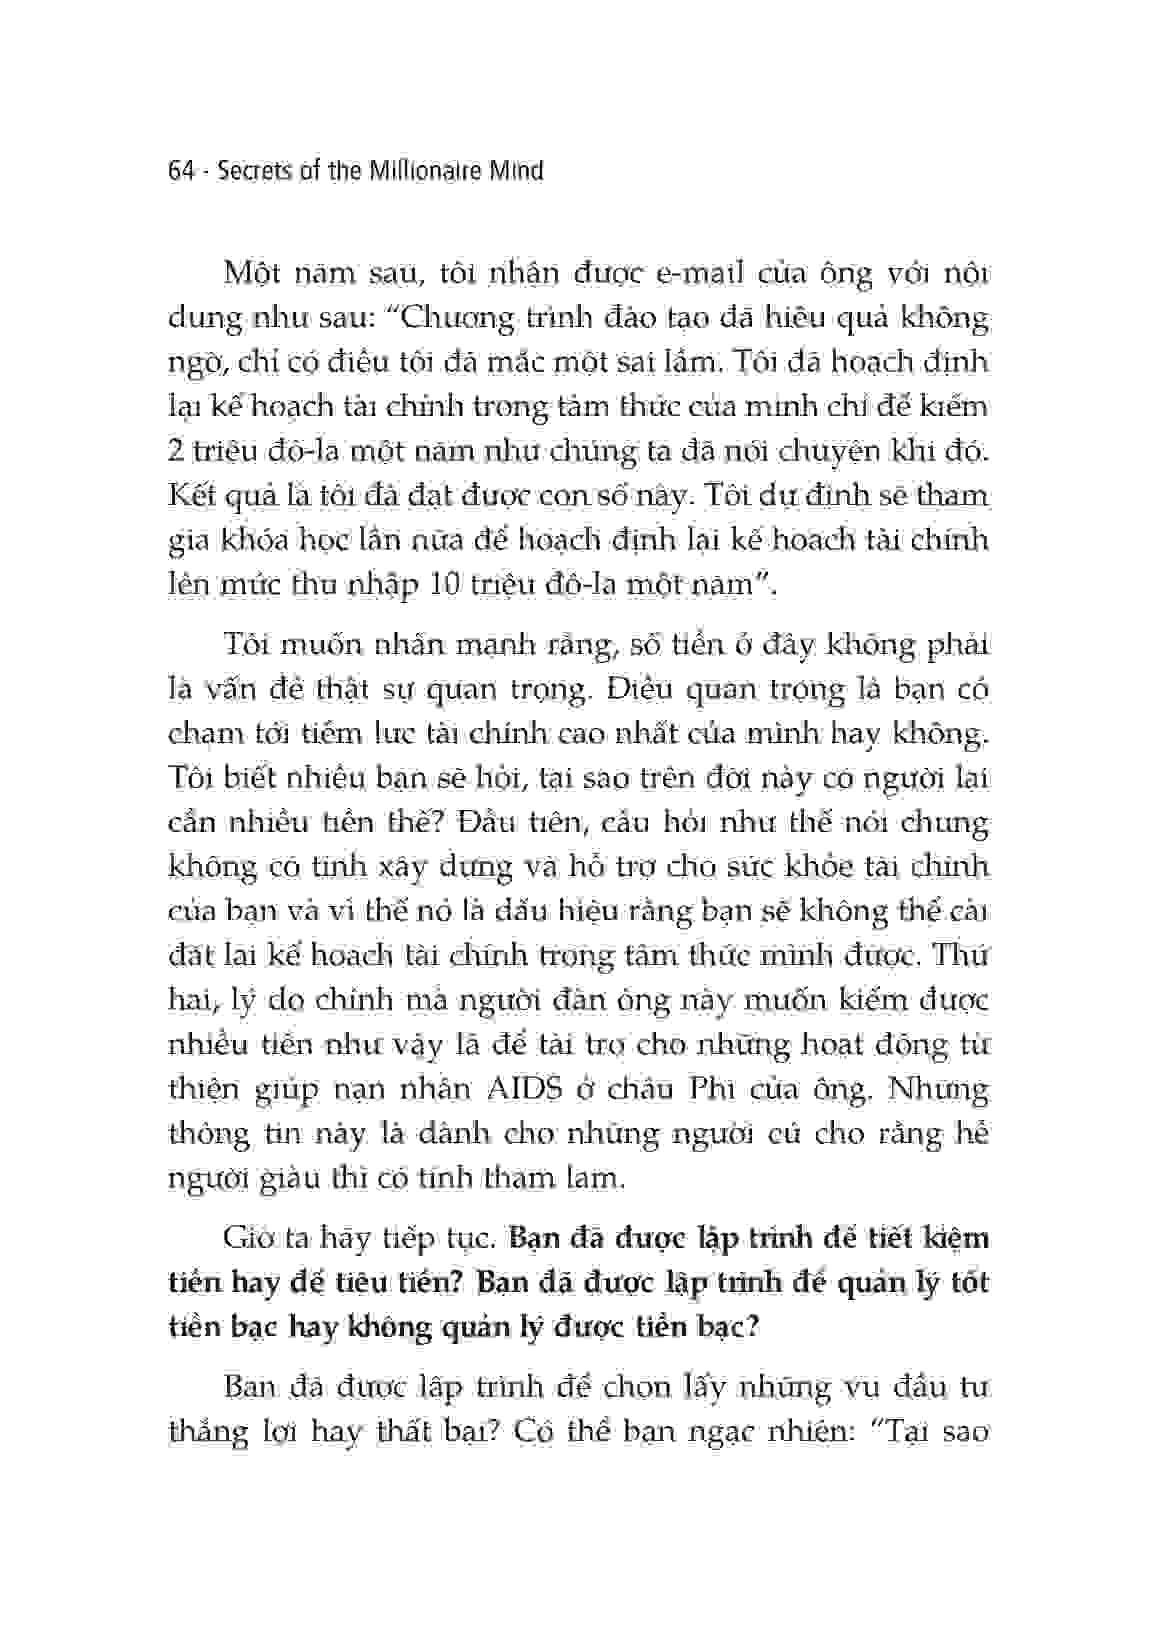 64 - Secrets of the Millionaire Mind
Một năm sau, tôi nhận được e-mail của ông với nội
dung như sau: “Chương trình đào tạo đã hiệu quả không
ngờ, chỉ có điều tôi đã mắc một sai lầm. Tôi đã hoạch định
lại kế hoạch tài chính trong tâm thức của mình chỉ để kiếm
2 triệu đô-la một năm như chúng ta đã nói chuyện khi đó.
Kết quả là tôi đã đạt được con số này. Tôi dự định sẽ tham
gia khóa học lần nữa để hoạch định lại kế hoach tài chính
lên mức thu nhập 10 triệu đô-la một năm”.
Tôi muốn nhấn mạnh rằng, số tiền ở đây không phải
là vấn đề thật sự quan trọng. Điều quan trọng là bạn có
chạm tới tiềm lực tài chính cao nhất của mình hay không.
Tôi biết nhiều bạn sẽ hỏi, tại sao trên đời này có người lại
cần nhiều tiền thế? Đầu tiên, câu hỏi như thế nói chung
không có tính xây dựng và hỗ trợ cho sức khỏe tài chính
của bạn và vì thế nó là dấu hiệu rằng bạn sẽ không thể cài
đặt lại kế hoạch tài chính trong tâm thức mình được. Thứ
hai, lý do chính mà người đàn ông này muốn kiếm được
nhiều tiền như vậy là để tài trợ cho những hoạt động từ
thiện giúp nạn nhân AIDS ở châu Phi của ông. Những
thông tin này là dành cho những người cứ cho rằng hễ
người giàu thì có tính tham lam.
Giờ ta hãy tiếp tục. Bạn đã được lập trình để tiết kiệm
tiền hay để tiêu tiền? Bạn đã được lập trình để quản lý tốt
tiền bạc hay không quản lý được tiền bạc?
Bạn đã được lập trình để chọn lấy những vụ đầu tư
thắng lợi hay thất bại? Có thể bạn ngạc nhiên: “Tại sao